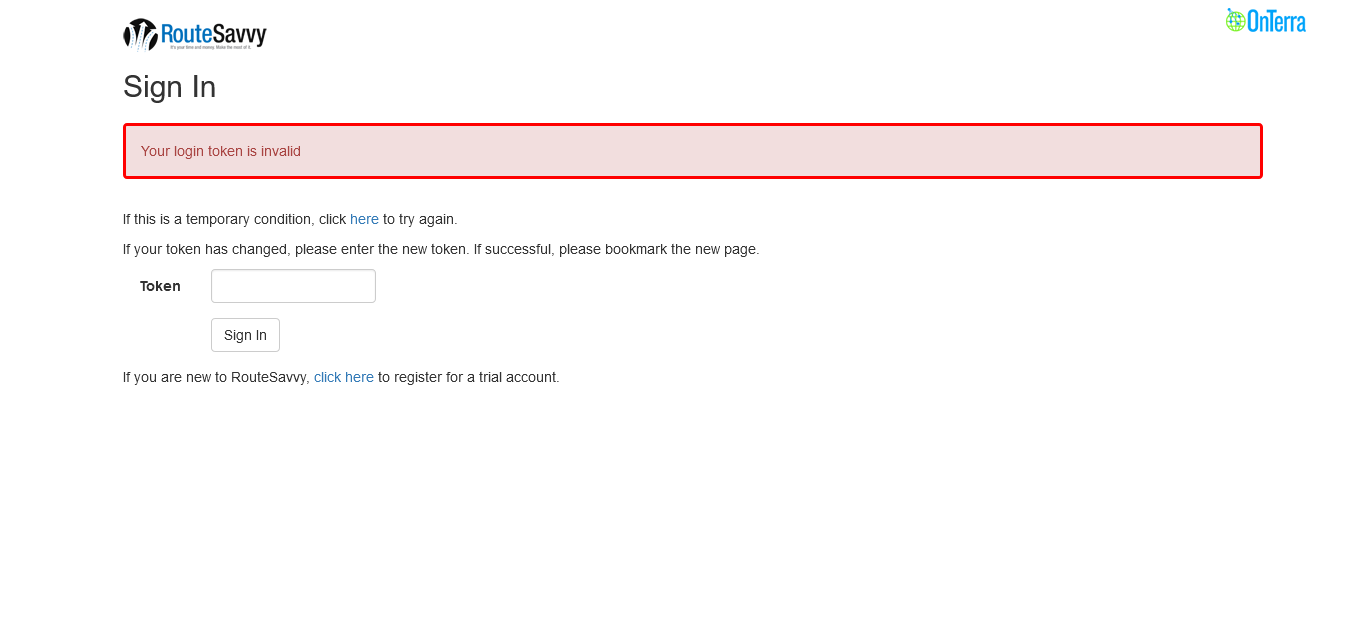 RouteSavvy
It's your time and money. Make the most of it.
OnTerra
Sign In
Your login token is invalid
If this is a temporary condition, click here to try again.
If your token has changed, please enter the new token. If successful, please bookmark the new page.
Token
Sign In
If you are new to RouteSavvy, click here to register for a trial account.